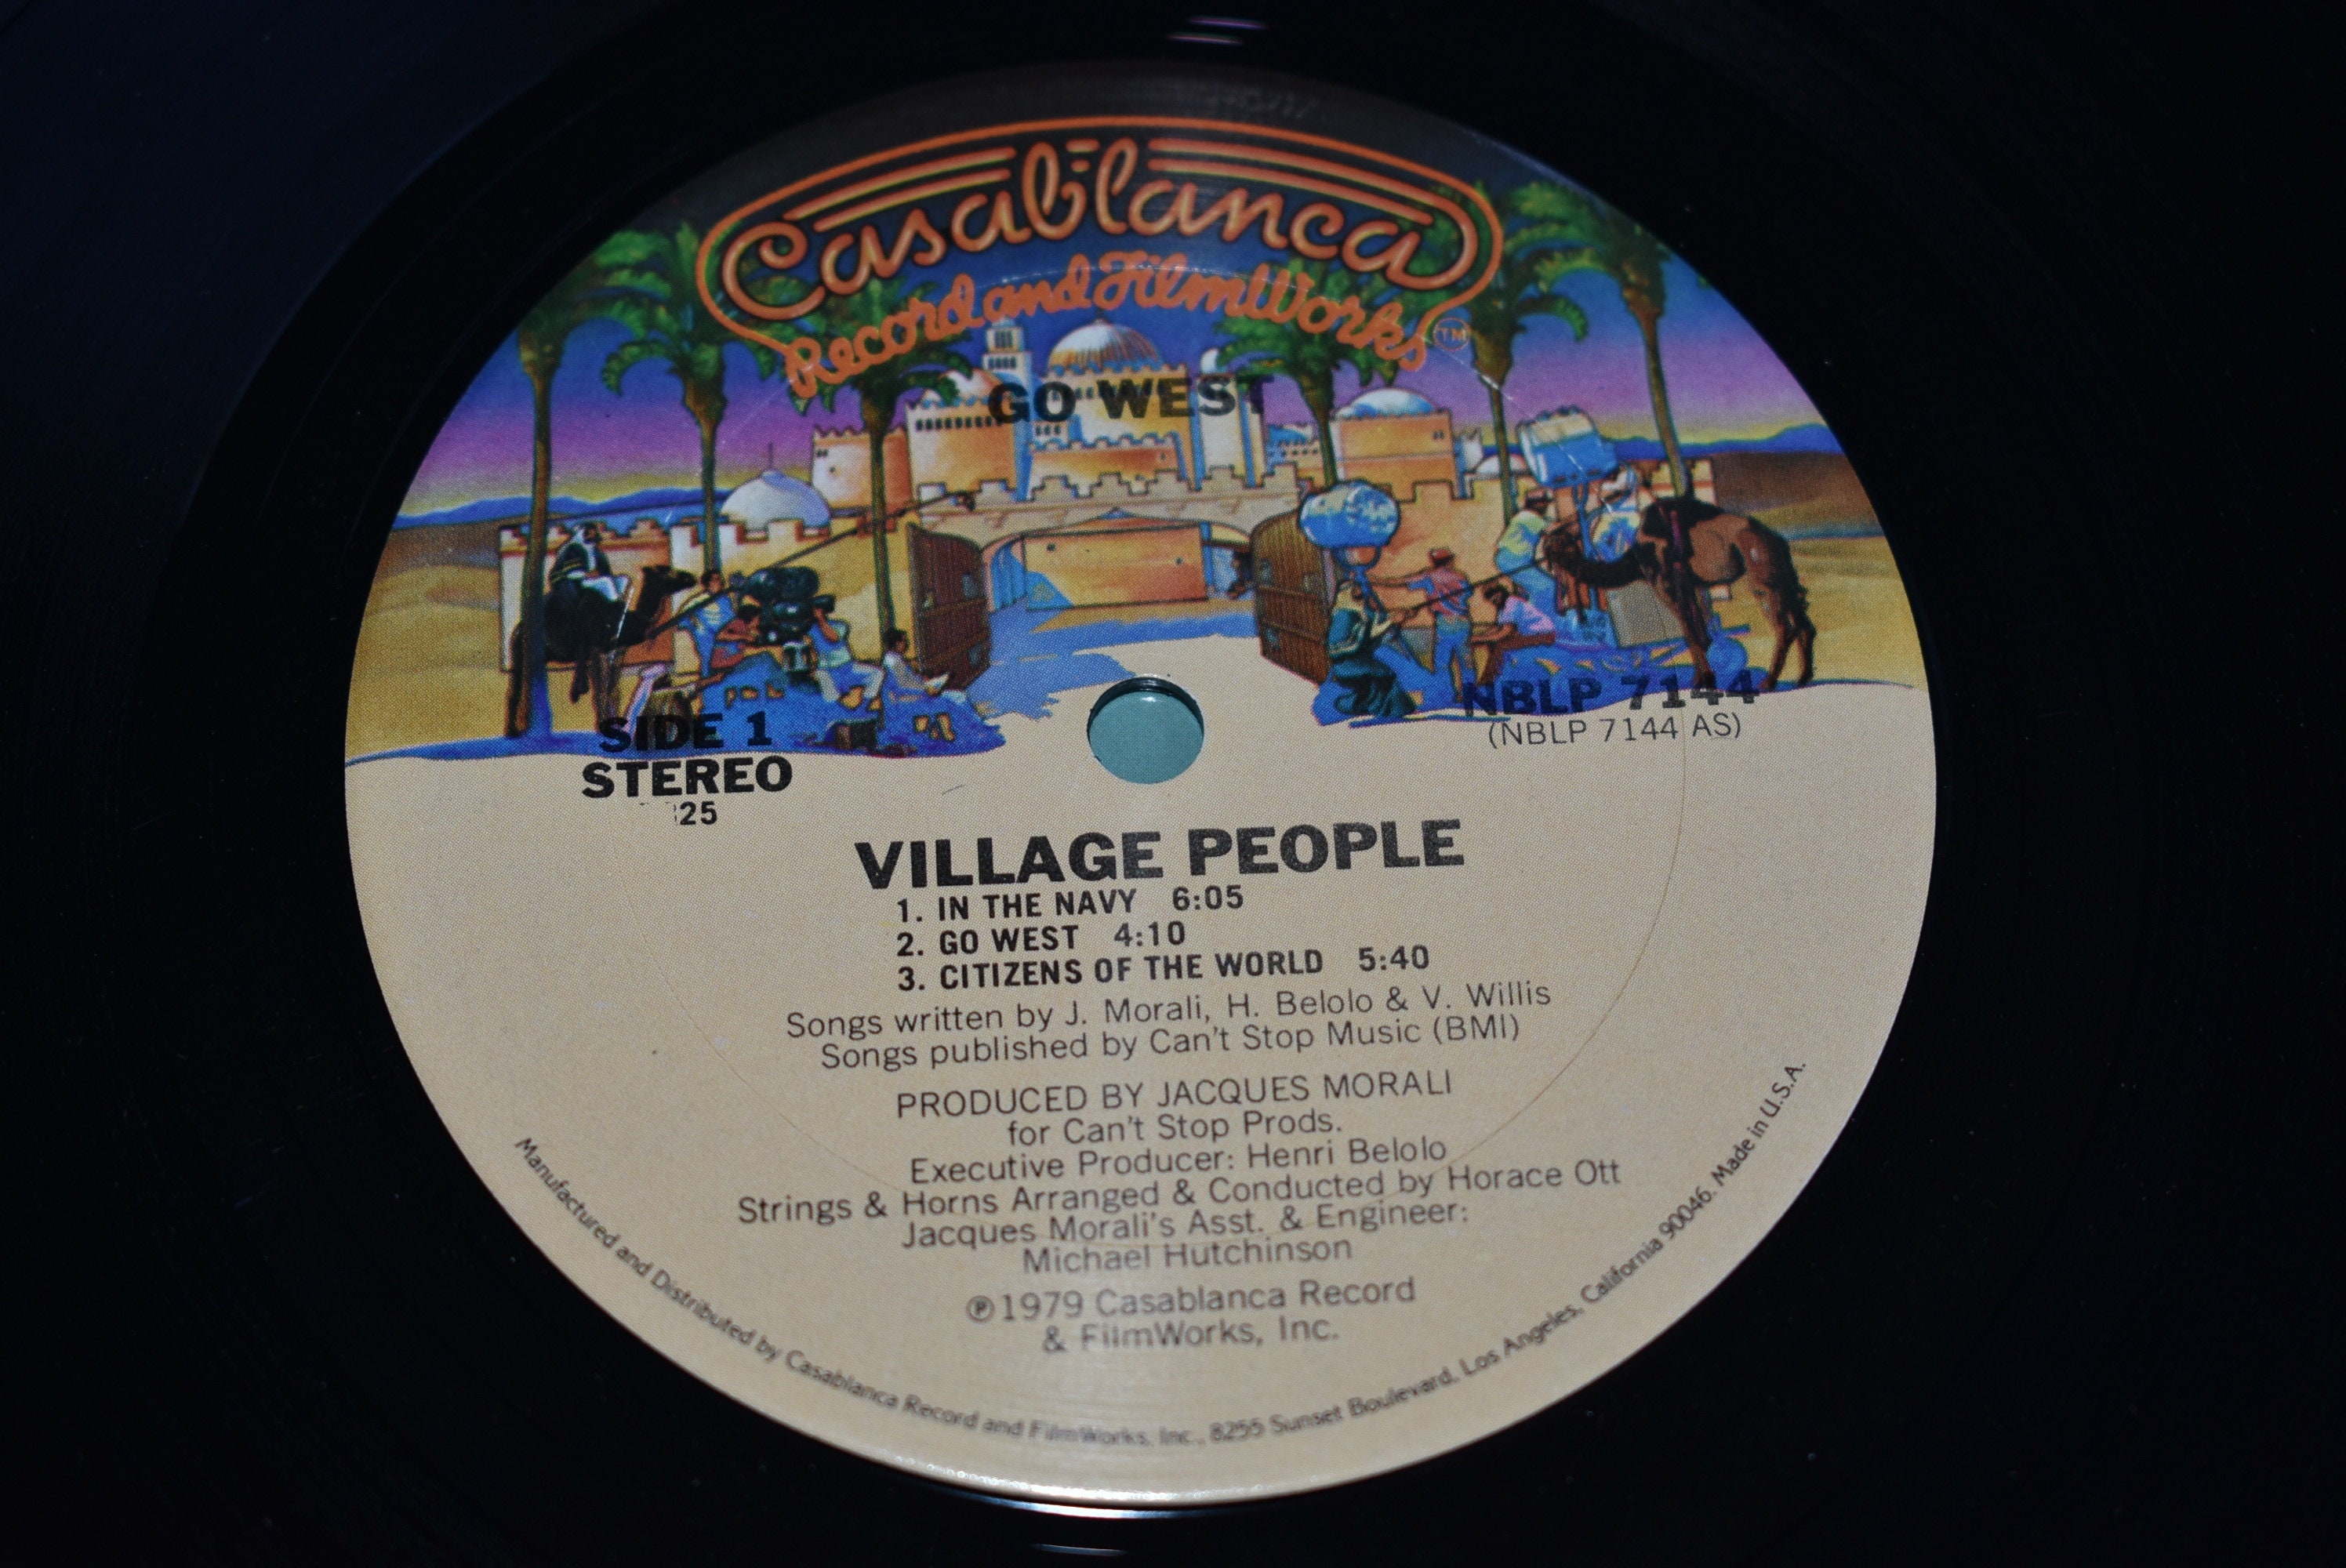 Casablanca
Record and FilmWorks ™
GO WEST
SIDE 1
STEREO
25
NBLP 7144
(NBLP 7144 AS)
VILLAGE PEOPLE
1. IN THE NAVY 6:05
2. GO WEST 4:10
3. CITIZENS OF THE WORLD 5:40
Songs written by J. Morali, H. Belolo & V. Willis
Songs published by Can't Stop Music (BMI)
PRODUCED BY JACQUES MORALI
for Can't Stop Prods.
Executive Producer: Henri Belolo
Strings & Horns Arranged & Conducted by Horace Ott
Jacques Morali's Asst. & Engineer:
Michael Hutchinson
℗1979 Casablanca Record
& FilmWorks, Inc.
Manufactured and Distributed by Casablanca Record and FilmWorks, Inc., 8255 Sunset Boulevard, Los Angeles, California 90046. Made in U.S.A.